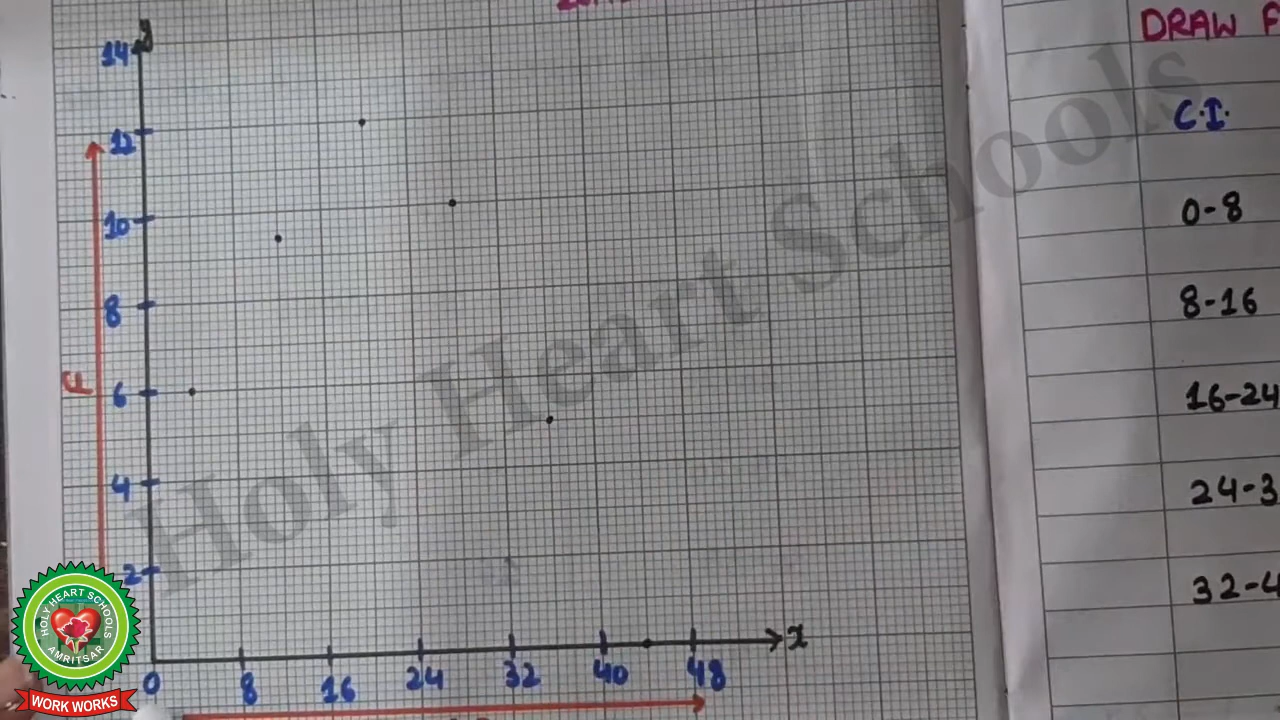 y
14
12
10
8
6
4
2
F
0 8 16 24 32 40 48
x
DRAW
C.I.
0-8
8-16
16-24
24-3
32-4
Holy Heart Schools
HOLY HEART SCHOOLS
AMRITSAR
WORK WORKS